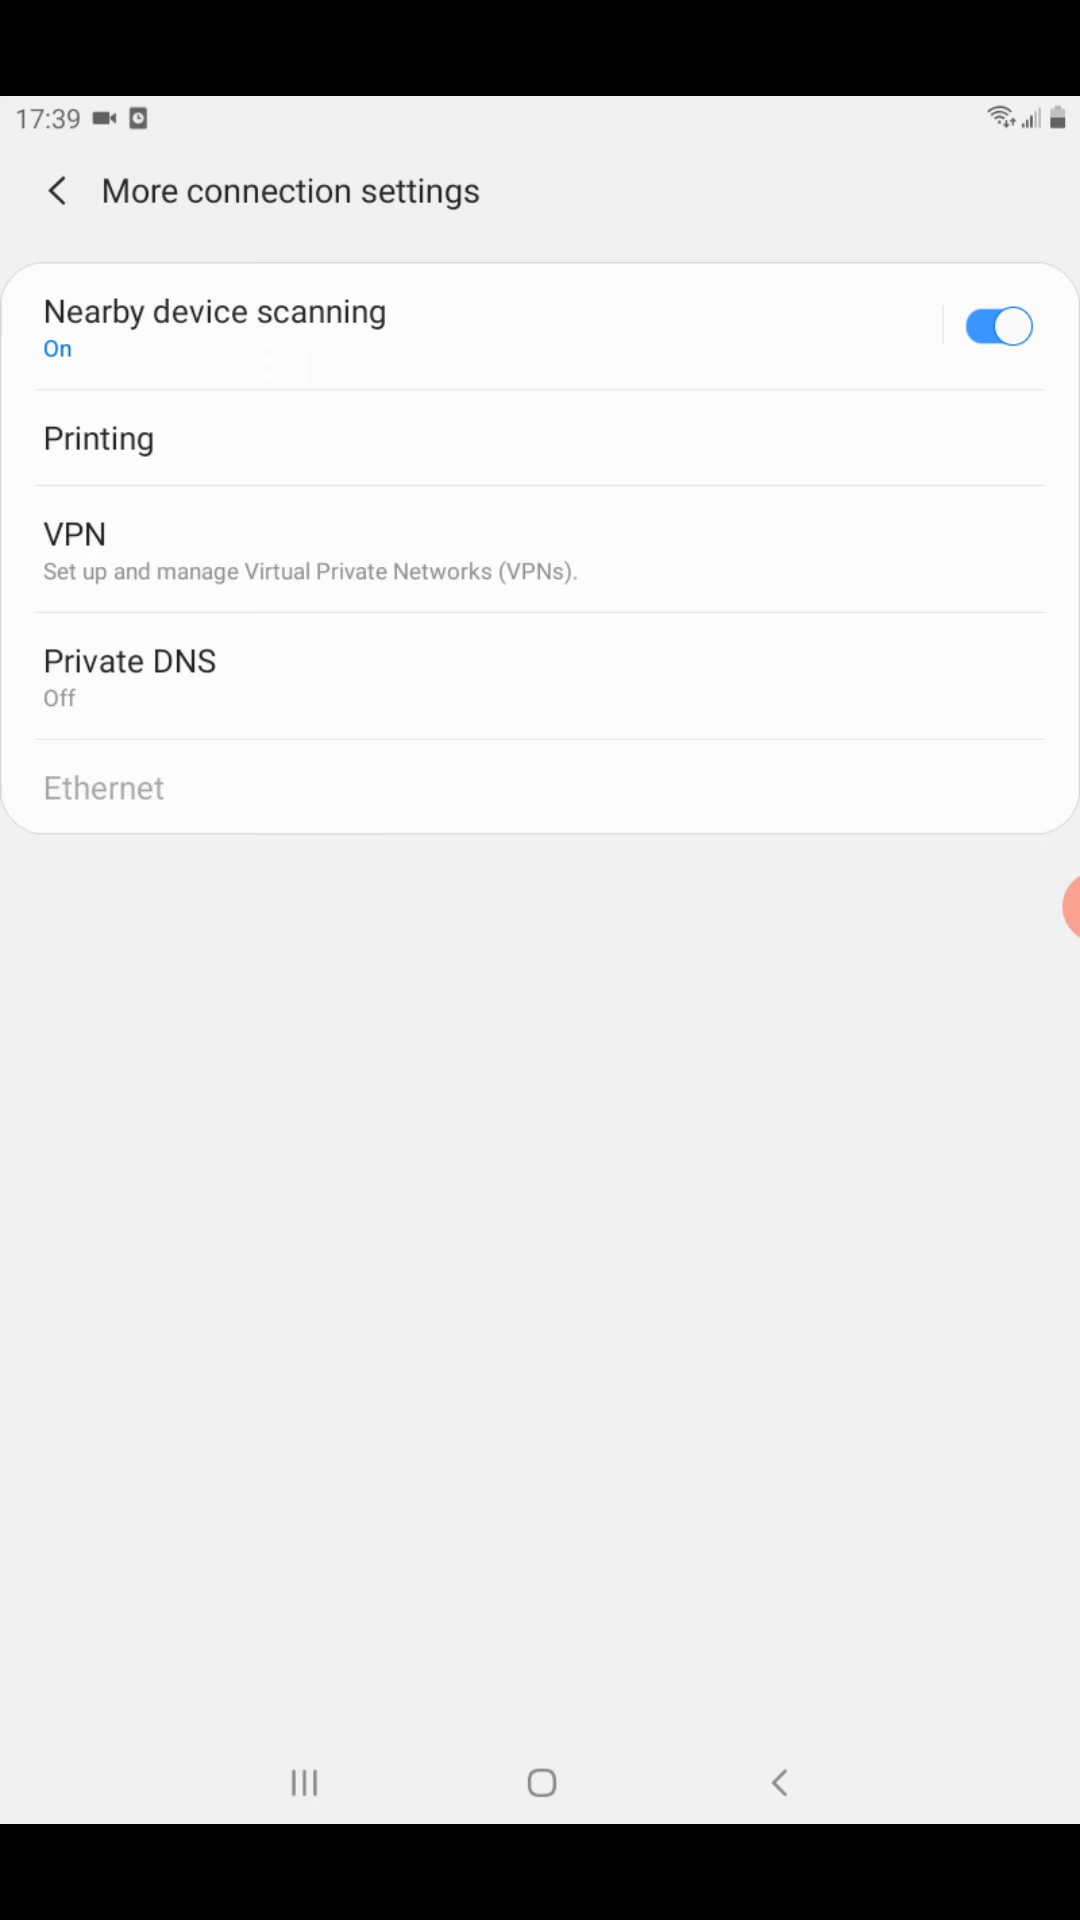 17:39
More connection settings
Nearby device scanning
On
Printing
VPN
Set up and manage Virtual Private Networks (VPNs).
Private DNS
Off
Ethernet